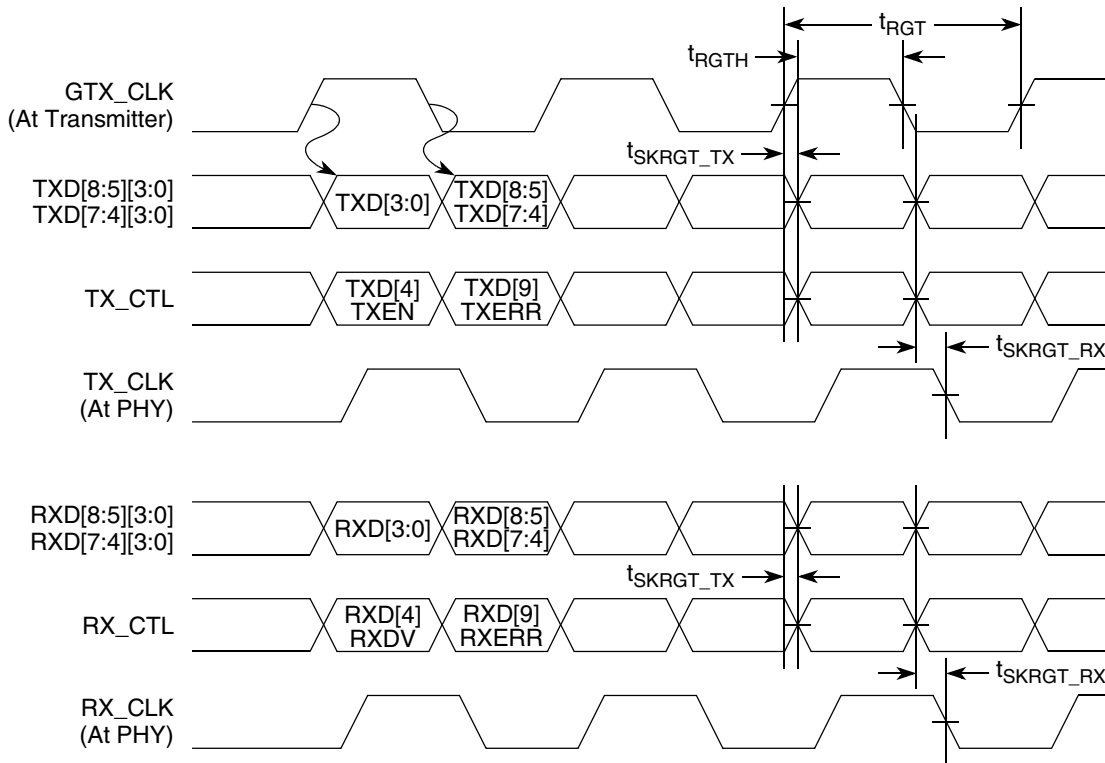 tRGT
tRGTH
GTX_CLK
(At Transmitter)
tSKRGT_TX
TXD[8:5][3:0]
TXD[7:4][3:0]
TXD[3:0]
TXD[8:5]
TXD[7:4]
TX_CTL
TXD[4]
TXEN
TXD[9]
TXERR
tSKRGT_RX
TX_CLK
(At PHY)
RXD[8:5][3:0]
RXD[7:4][3:0]
RXD[3:0]
RXD[8:5]
RXD[7:4]
tSKRGT_TX
RX_CTL
RXD[4]
RXDV
RXD[9]
RXERR
tSKRGT_RX
RX_CLK
(At PHY)